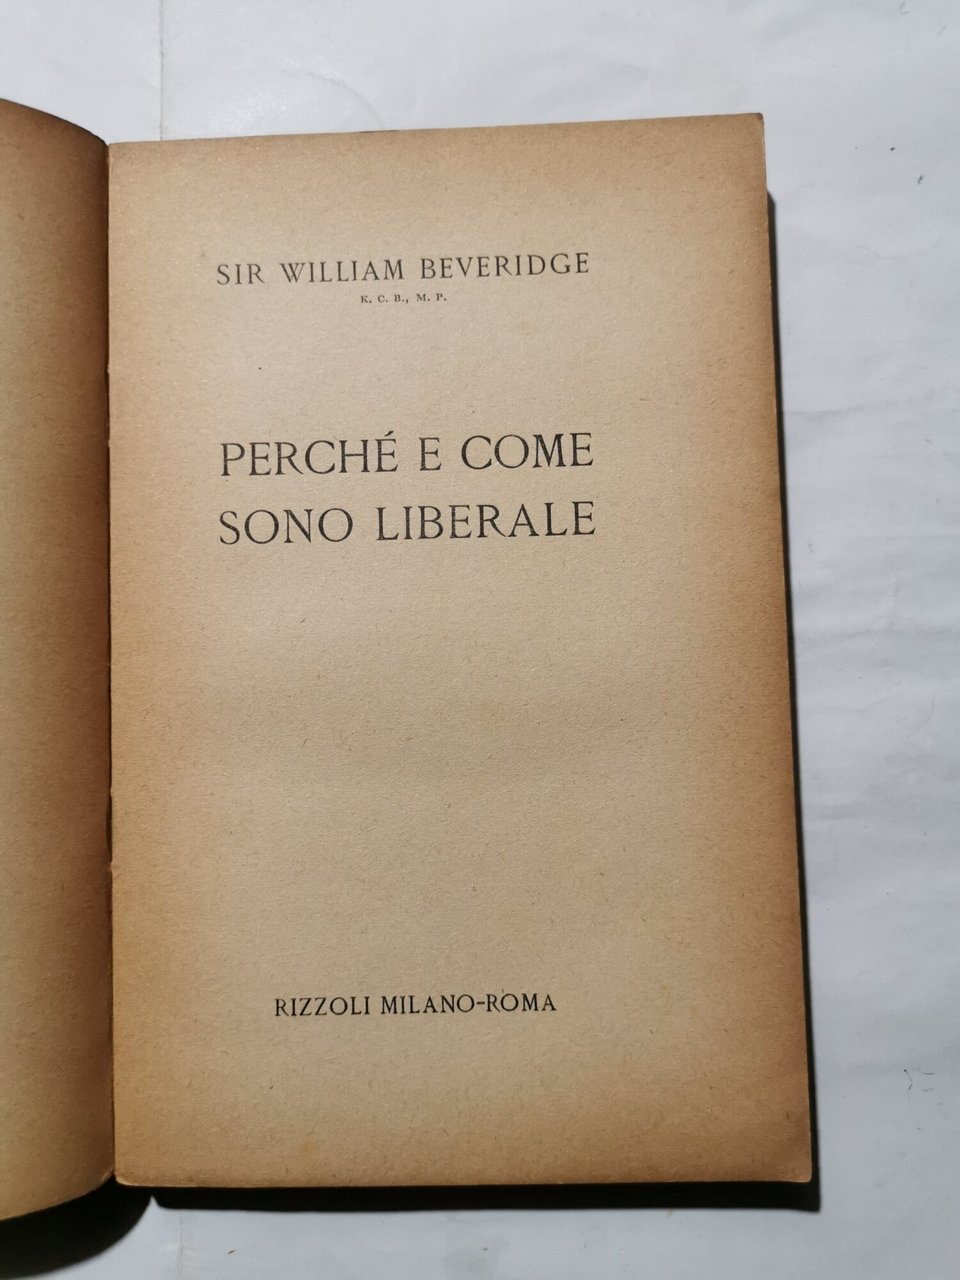 SIR WILLIAM BEVERIDGE
K. C. B., M. P.
PERCHÉ E COME
SONO LIBERALE
RIZZOLI MILANO-ROMA